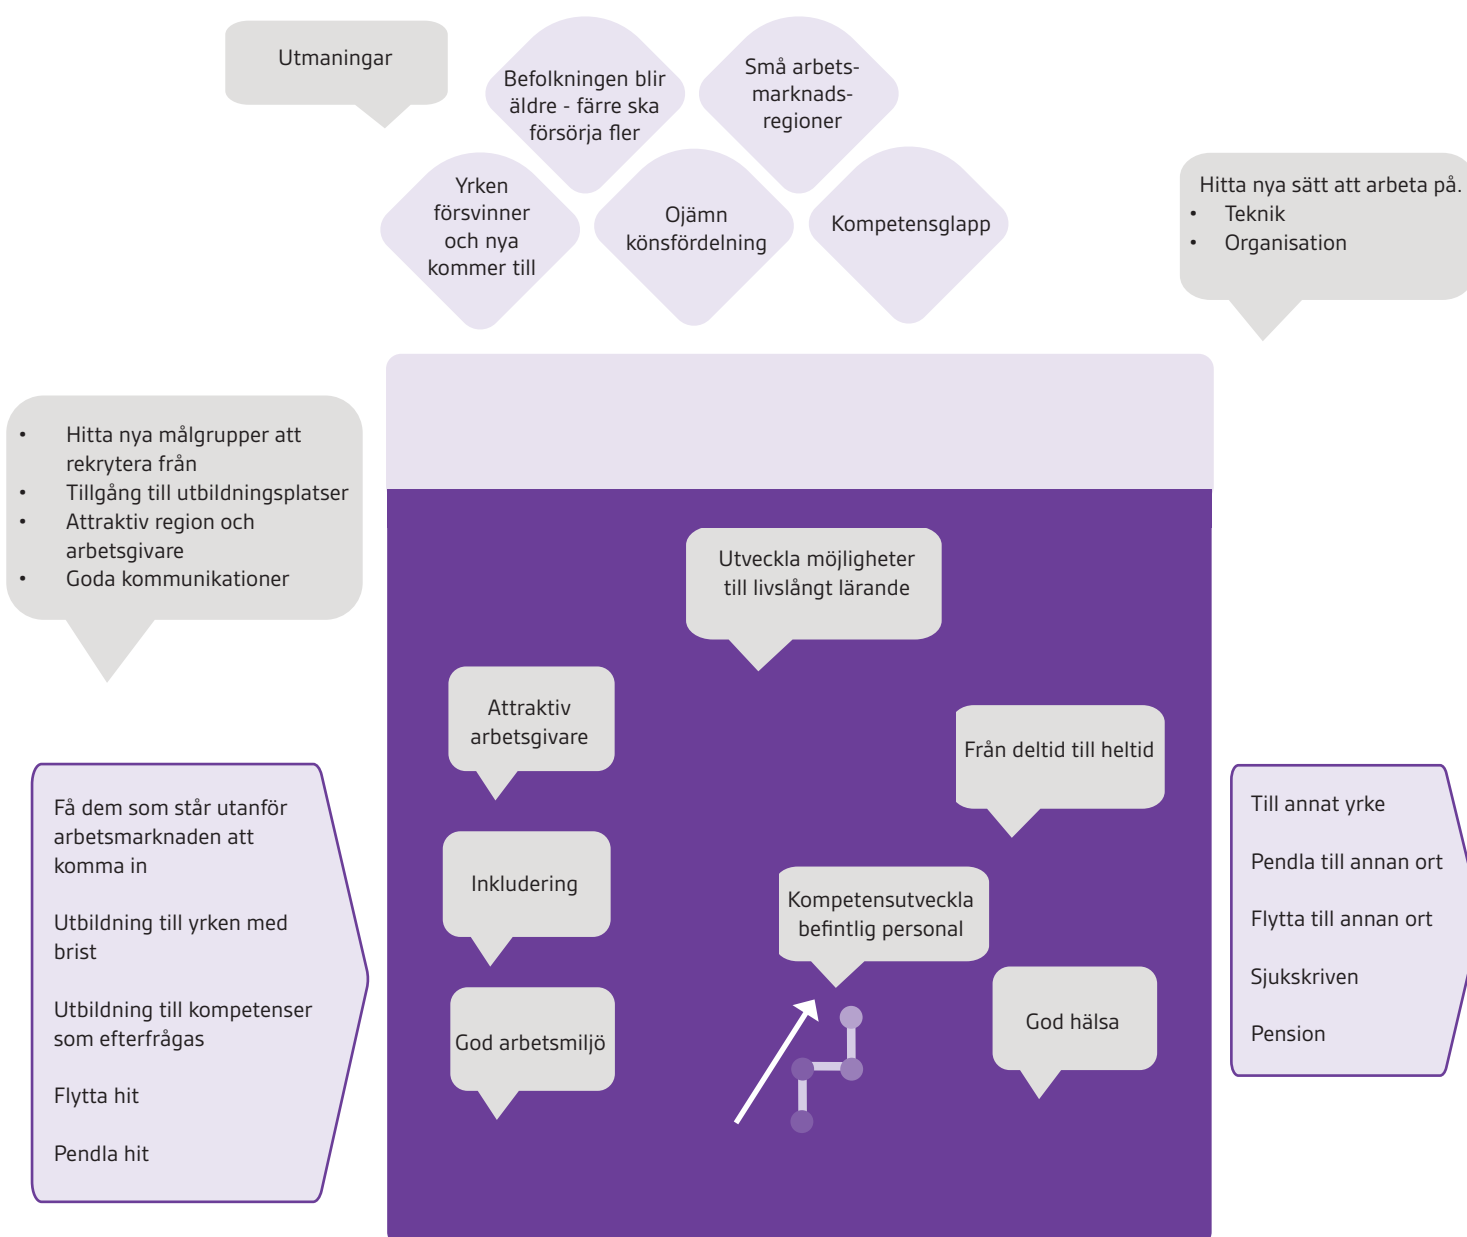 Utmaningar
Befolkningen blir
äldre - färre ska
försörja fler
Små arbets-
marknads-
regioner
Yrken
försvinner
och nya
kommer till
Ojämn
könsfördelning
Kompetensglapp
Hitta nya sätt att arbeta på.
• Teknik
• Organisation
• Hitta nya målgrupper att
rekrytera från
• Tillgång till utbildningsplatser
• Attraktiv region och
arbetsgivare
• Goda kommunikationer
Utveckla möjligheter
till livslångt lärande
Attraktiv
arbetsgivare
Från deltid till heltid
Inkludering
Kompetensutveckla
befintlig personal
God arbetsmiljö
God hälsa
Få dem som står utanför
arbetsmarknaden att
komma in
Utbildning till yrken med
brist
Utbildning till kompetenser
som efterfrågas
Flytta hit
Pendla hit
Till annat yrke
Pendla till annan ort
Flytta till annan ort
Sjukskriven
Pension